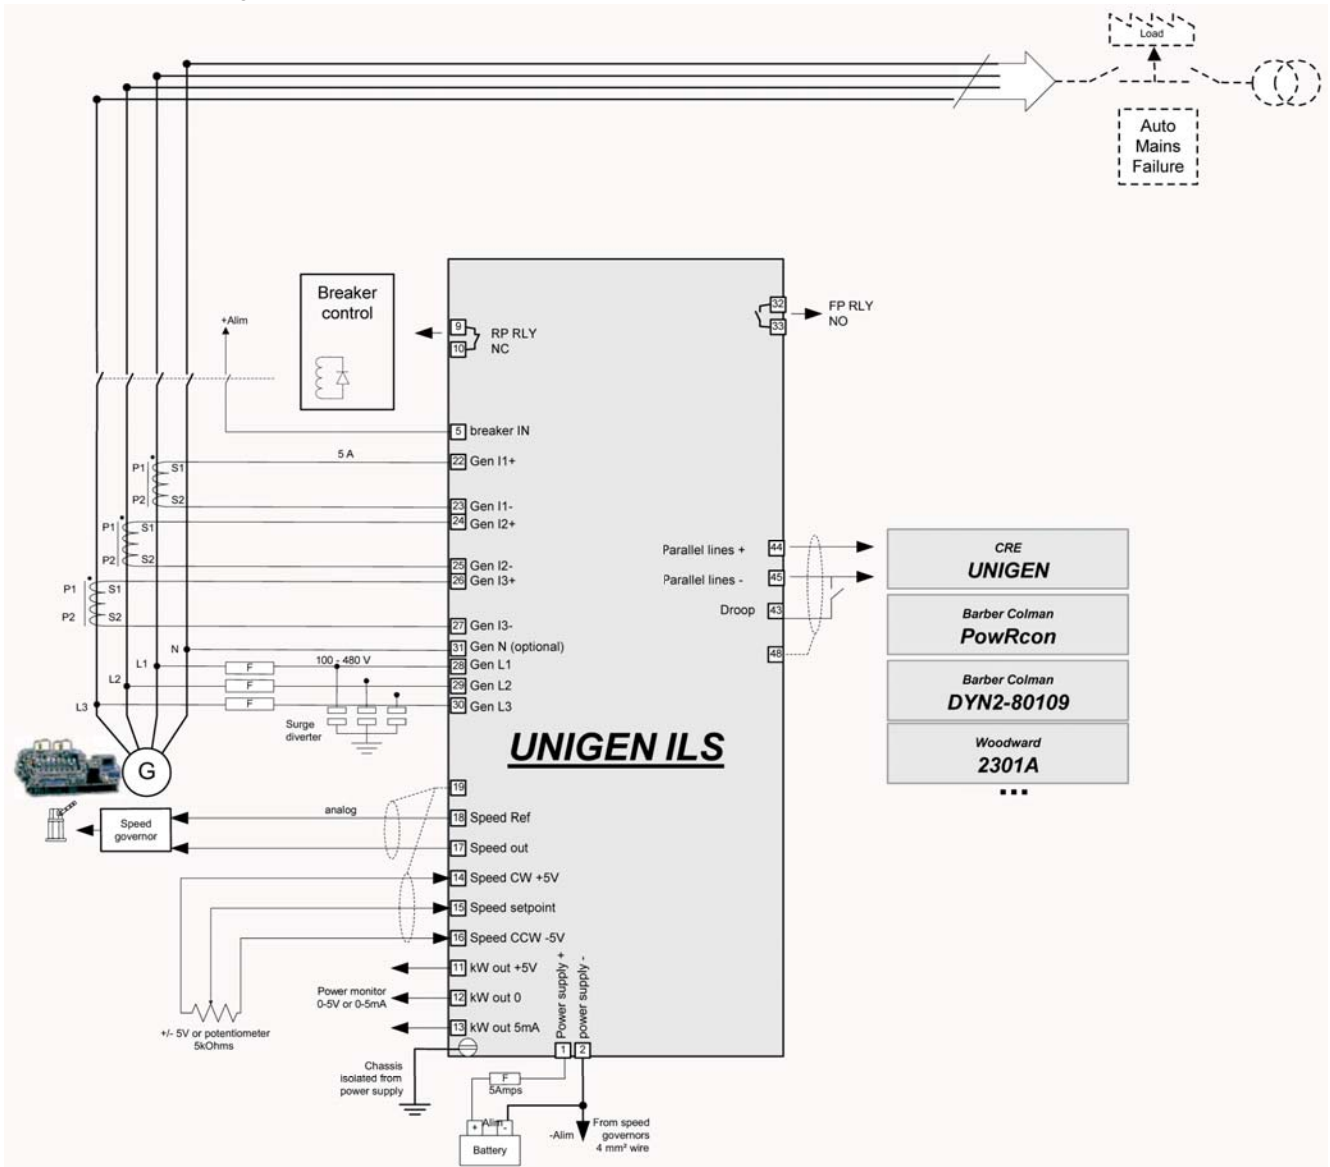 Load
Auto
Mains
Failure
Breaker
control
+Alim
9
RP RLY
10
NC
32
FP RLY
33
NO
5 breaker IN
5 A
22 Gen I1+
P1 S1
P2 S2
23 Gen I1-
24 Gen I2+
P1 S1
P2 S2
25 Gen I2-
26 Gen I3+
P1 S1
P2 S2
27 Gen I3-
N
31 Gen N (optional)
L1
F
100 - 480 V
28 Gen L1
L2
F
29 Gen L2
L3
F
30 Gen L3
Surge
diverter
Parallel lines + 44
Parallel lines - 45
Droop 43
48
CRE
UNIGEN
Barber Colman
PowRcon
Barber Colman
DYN2-80109
Woodward
2301A
...
UNIGEN ILS
G
19
analog
18 Speed Ref
Speed
governor
17 Speed out
14 Speed CW +5V
15 Speed setpoint
16 Speed CCW -5V
11 kW out +5V
Power monitor
0-5V or 0-5mA
12 kW out 0
13 kW out 5mA
+/- 5V or potentiometer
5kOhms
Power supply +
power supply -
1
2
Chassis
isolated from
power supply
F
5Amps
+ Alim -
Battery
-Alim
From speed
governors
4 mm² wire